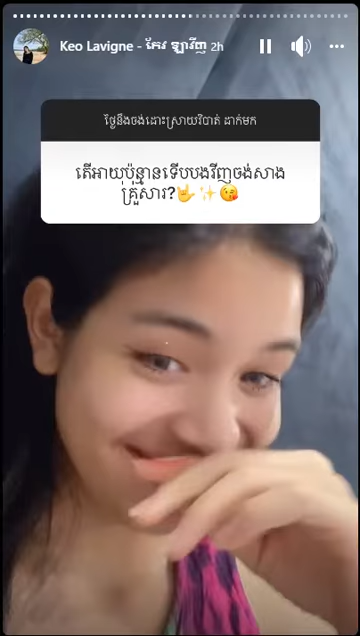 Keo Lavigne - កែវ ឡាវីញ 2h
ថ្ងៃនឹងចង់ដោះស្រាយវិបាត់ ដាក់មក
តើអាយុប៉ន្មានទើបបងវីញចង់សាង
គ្រួសារ?🤟✨😘